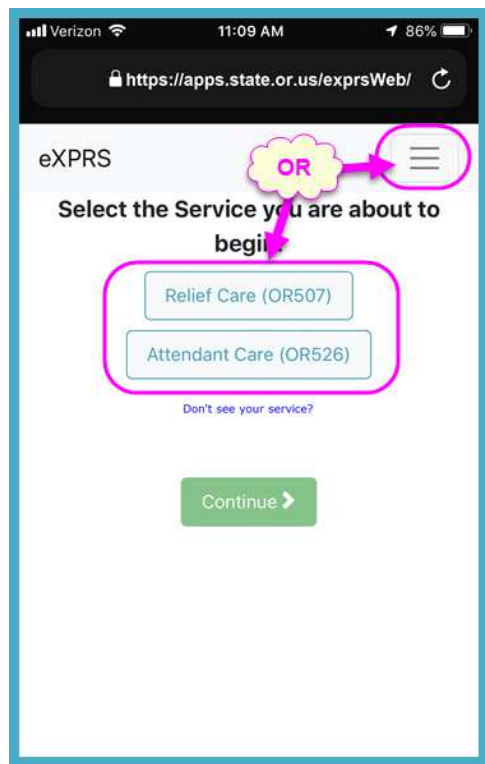 Verizon 11:09 AM 86%
https://apps.state.or.us/exprsWeb/
eXPRS
OR
Select the Service you are about to
begin
Relief Care (OR507)
Attendant Care (OR526)
Don't see your service?
Continue